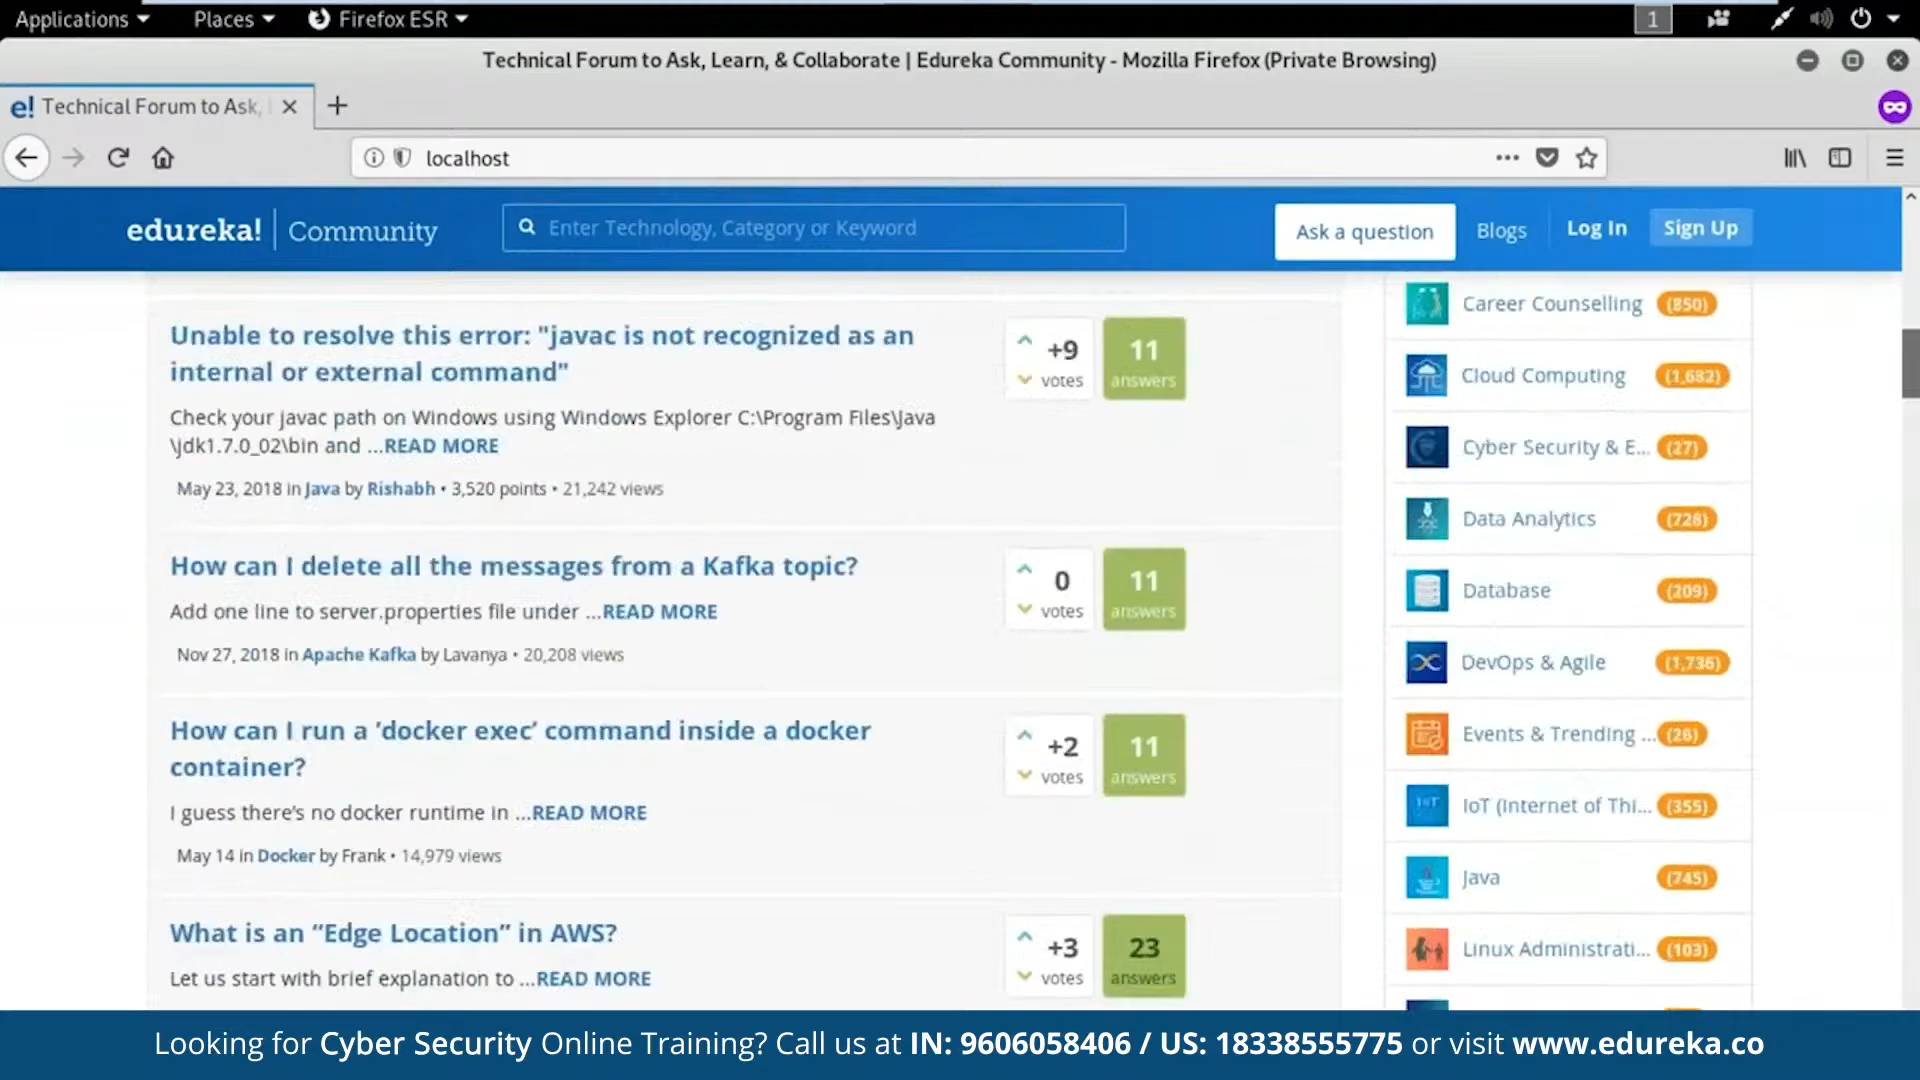 Applications Places Firefox ESR 1
Technical Forum to Ask, Learn, & Collaborate | Edureka Community - Mozilla Firefox (Private Browsing)
e! Technical Forum to Ask,
localhost
edureka! Community Enter Technology, Category or Keyword Ask a question Blogs Log In Sign Up
Unable to resolve this error: "javac is not recognized as an
internal or external command"
+9 votes
11 answers
Check your javac path on Windows using Windows Explorer C:\Program Files\Java
\jdk1.7.0_02\bin and ...READ MORE
May 23, 2018 in Java by Rishabh • 3,520 points • 21,242 views
How can I delete all the messages from a Kafka topic?
0 votes
11 answers
Add one line to server.properties file under ...READ MORE
Nov 27, 2018 in Apache Kafka by Lavanya • 20,208 views
How can I run a ‘docker exec’ command inside a docker
container?
+2 votes
11 answers
I guess there's no docker runtime in ...READ MORE
May 14 in Docker by Frank • 14,979 views
What is an “Edge Location” in AWS?
+3 votes
23 answers
Let us start with brief explanation to ...READ MORE
Career Counselling (850)
Cloud Computing (1,682)
Cyber Security & E... (27)
Data Analytics (728)
Database (209)
DevOps & Agile (1,736)
Events & Trending ... (26)
IoT (Internet of Thi... (355)
Java (745)
Linux Administrati... (103)
Looking for Cyber Security Online Training? Call us at IN: 9606058406 / US: 18338555775 or visit www.edureka.co